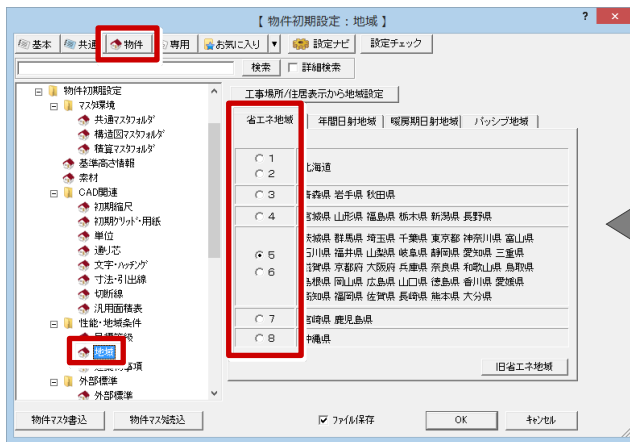 【 物件初期設定：地域 】
? ×
基本 共通 物件 専用 お気に入り ▼ 設定ナビ 設定チェック
検索 詳細検索
物件初期設定
マスタ環境
共通マスタフォルダ
構造図マスタフォルダ
積算マスタフォルダ
基準高さ情報
素材
CAD関連
初期縮尺
初期グリッド・用紙
単位
通り芯
文字・ハッチング
寸法・引出線
切断線
汎用面積表
性能・地域条件
地域
外部標準
外部標準
工事場所/住居表示から地域設定
省エネ地域 年間日射地域 暖房期日射地域 パッシブ地域
1
2
海道
3 森県 岩手県 秋田県
4 城県 山形県 福島県 栃木県 新潟県 長野県
城県 群馬県 埼玉県 千葉県 東京都 神奈川県 富山県
5 川県 福井県 山梨県 岐阜県 静岡県 愛知県 三重県
6 賀県 京都府 大阪府 兵庫県 奈良県 和歌山県 鳥取県
根県 岡山県 広島県 山口県 徳島県 香川県 愛媛県
知県 福岡県 佐賀県 長崎県 熊本県 大分県
7 崎県 鹿児島県
8 縄県
旧省エネ地域
物件マスタ書込 物件マスタ読込 ファイル保存 OK キャンセル